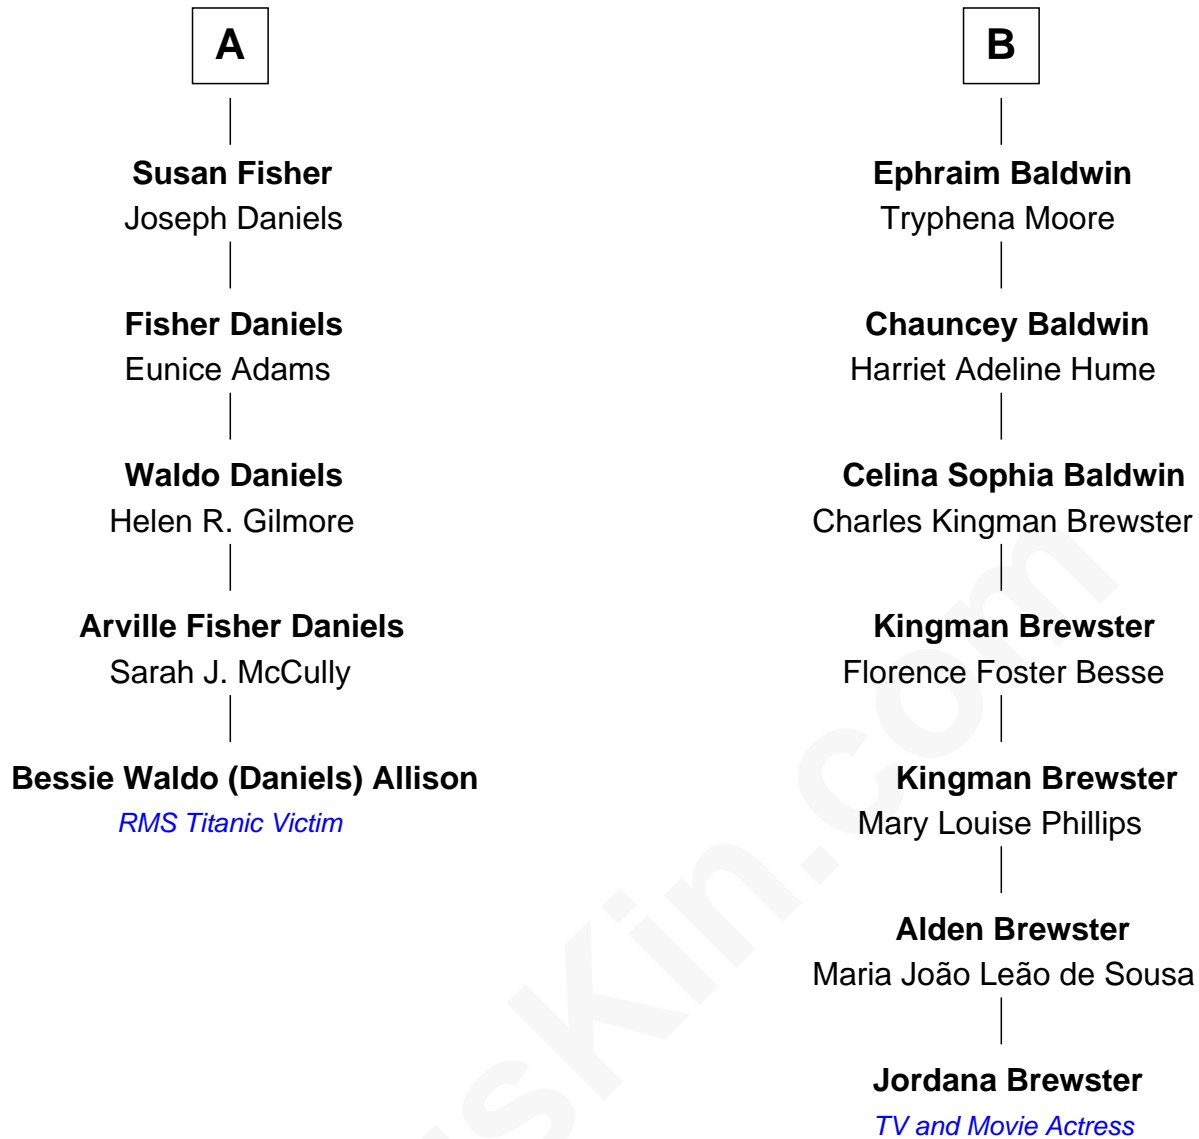 A
Susan Fisher
Joseph Daniels
Fisher Daniels
Eunice Adams
Waldo Daniels
Helen R. Gilmore
Arville Fisher Daniels
Sarah J. McCully
Bessie Waldo (Daniels) Allison
RMS Titanic Victim
B
Ephraim Baldwin
Tryphena Moore
Chauncey Baldwin
Harriet Adeline Hume
Celina Sophia Baldwin
Charles Kingman Brewster
Kingman Brewster
Florence Foster Besse
Kingman Brewster
Mary Louise Phillips
Alden Brewster
Maria João Leão de Sousa
Jordana Brewster
TV and Movie Actress